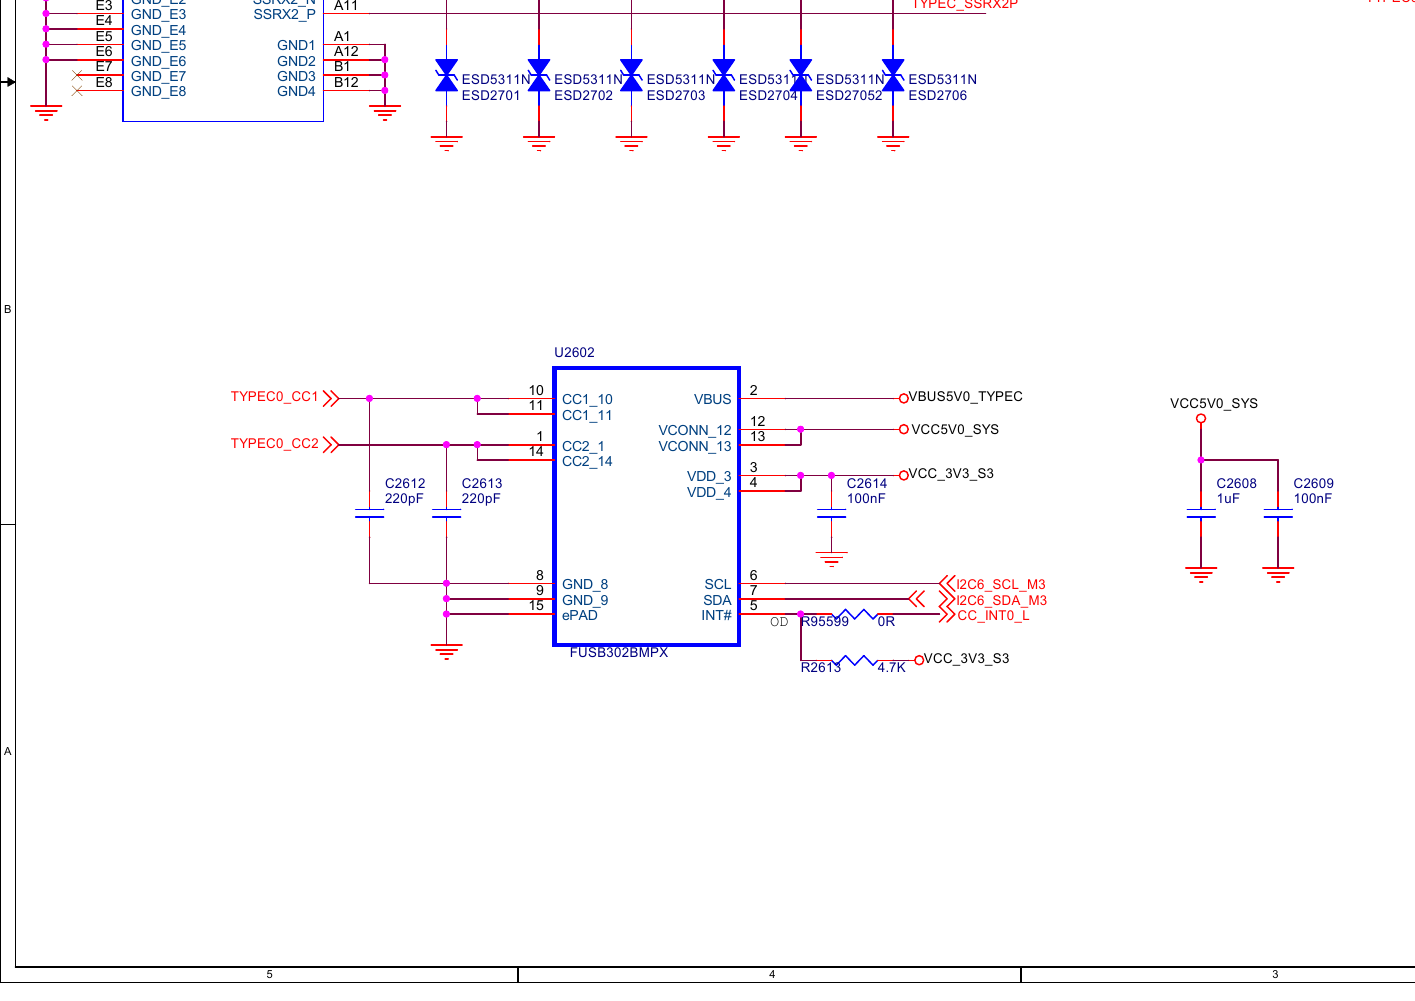 TYPEC_SSRX2P
E3 GND_E3 SSRX2_P A11
E4 GND_E4
E5 GND_E5 GND1 A1
E6 GND_E6 GND2 A12
E7 GND_E7 GND3 B1
E8 GND_E8 GND4 B12
ESD5311N ESD5311N ESD5311N ESD5311N ESD5311N ESD5311N
ESD2701 ESD2702 ESD2703 ESD2704 ESD27052 ESD2706
B
U2602
TYPEC0_CC1 10 CC1_10 VBUS 2 VBUS5V0_TYPEC
11 CC1_11
VCONN_12 12 VCC5V0_SYS
TYPEC0_CC2 1 CC2_1 VCONN_13 13
14 CC2_14
VDD_3 3 VCC_3V3_S3
VDD_4 4
C2612 C2613 C2614
220pF 220pF 100nF
VCC5V0_SYS
C2608 C2609
1uF 100nF
8 GND_8 SCL 6 I2C6_SCL_M3
9 GND_9 SDA 7 I2C6_SDA_M3
15 ePAD INT# 5 CC_INT0_L
OD R95599 0R
FUSB302BMPX
R2613 4.7K VCC_3V3_S3
A
5 4 3